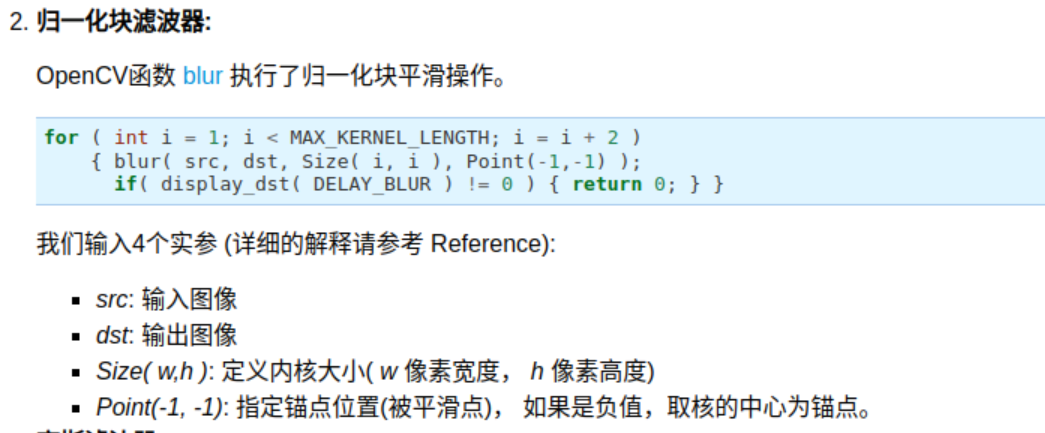 2. 归一化块滤波器:
OpenCV函数 blur 执行了归一化块平滑操作。
for ( int i = 1; i < MAX_KERNEL_LENGTH; i = i + 2 )
    { blur( src, dst, Size( i, i ), Point(-1,-1) );
      if( display_dst( DELAY_BLUR ) != 0 ) { return 0; } }
我们输入4个实参 (详细的解释请参考 Reference):
▪ src: 输入图像
▪ dst: 输出图像
▪ Size( w,h ): 定义内核大小( w 像素宽度， h 像素高度)
▪ Point(-1, -1): 指定锚点位置(被平滑点)， 如果是负值，取核的中心为锚点。